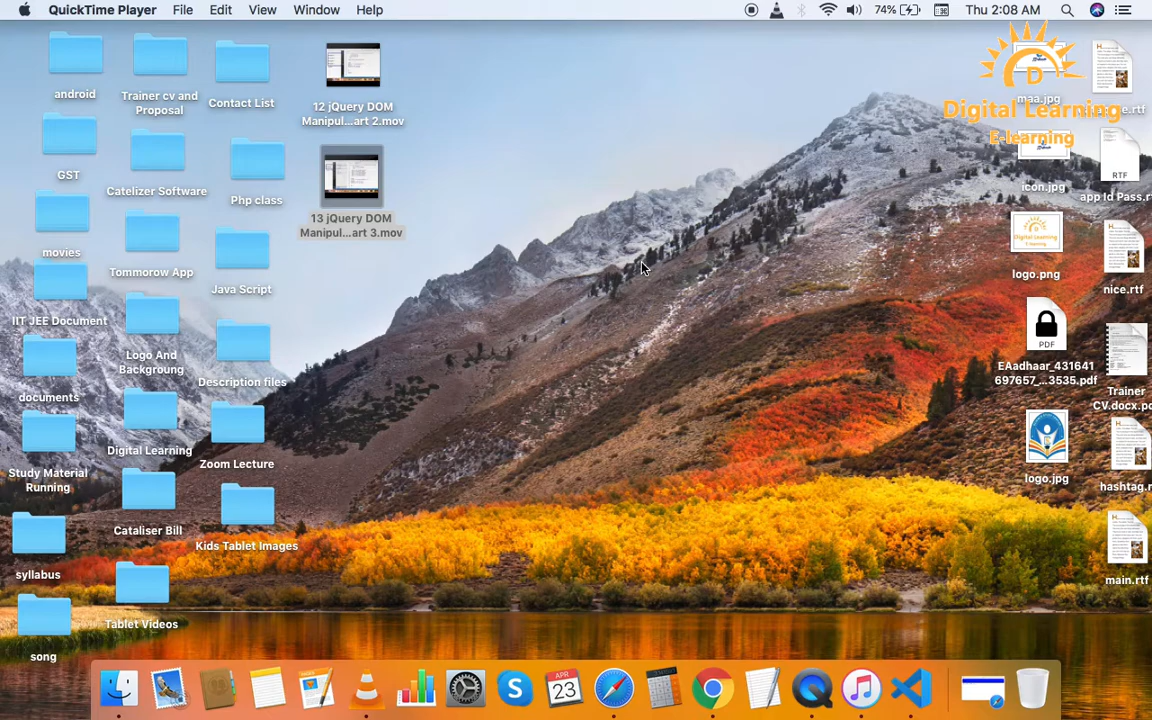 QuickTime Player File Edit View Window Help
74% Thu 2:08 AM
android
Trainer cv and
Proposal
Contact List
12 jQuery DOM
Manipul...art 2.mov
maa.jpg
D
Digital Learning
E-learning
GST
Catelizer Software
Php class
13 jQuery DOM
Manipul...art 3.mov
icon.jpg
RTF
app Id Pass.r
movies
Tommorow App
Java Script
Digital Learning
logo.png
nice.rtf
IIT JEE Document
Logo And
Backgroung
Description files
PDF
EAadhaar_431641
697657_...3535.pdf
Trainer
CV.docx.p
documents
Digital Learning
Zoom Lecture
logo.jpg
hashtag.
Study Material
Running
Cataliser Bill
Kids Tablet Images
main.rtf
syllabus
Tablet Videos
song
APR
23